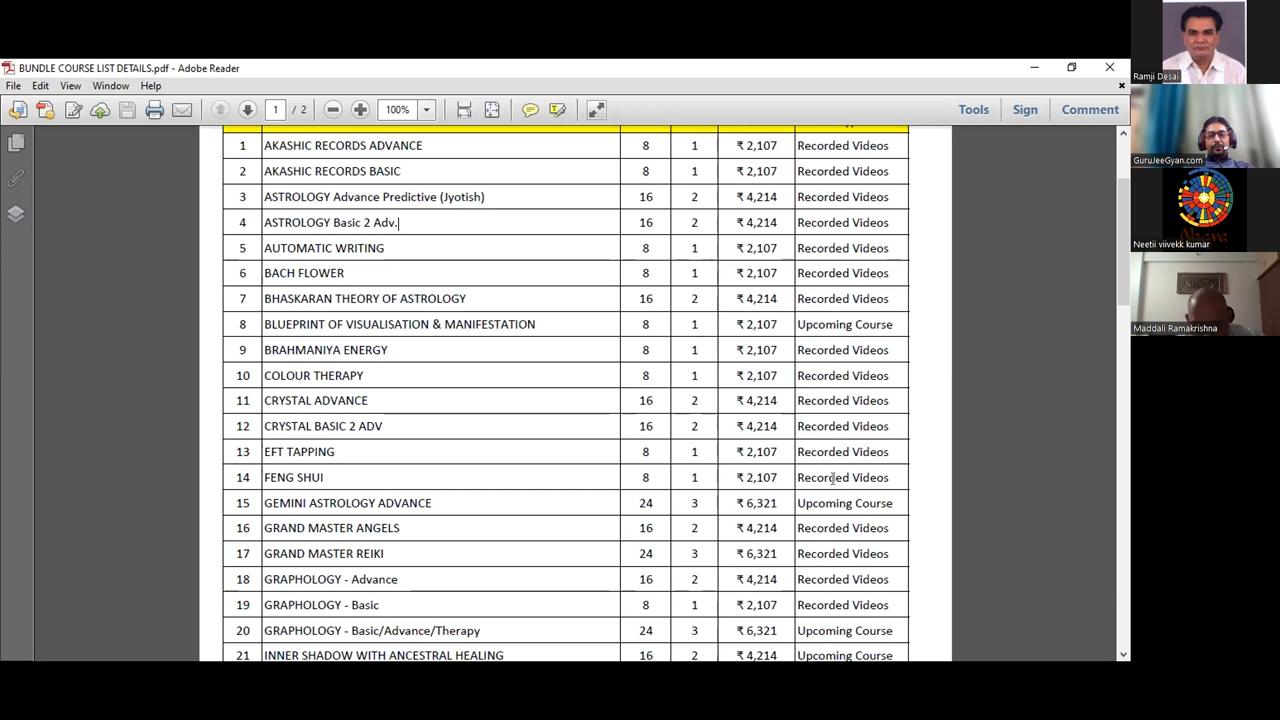 BUNDLE COURSE LIST DETAILS.pdf - Adobe Reader
File Edit View Window Help
1 / 2 100% Tools Sign Comment
1 AKASHIC RECORDS ADVANCE 8 1 ₹ 2,107 Recorded Videos
2 AKASHIC RECORDS BASIC 8 1 ₹ 2,107 Recorded Videos
3 ASTROLOGY Advance Predictive (Jyotish) 16 2 ₹ 4,214 Recorded Videos
4 ASTROLOGY Basic 2 Adv. 16 2 ₹ 4,214 Recorded Videos
5 AUTOMATIC WRITING 8 1 ₹ 2,107 Recorded Videos
6 BACH FLOWER 8 1 ₹ 2,107 Recorded Videos
7 BHASKARAN THEORY OF ASTROLOGY 16 2 ₹ 4,214 Recorded Videos
8 BLUEPRINT OF VISUALISATION & MANIFESTATION 8 1 ₹ 2,107 Upcoming Course
9 BRAHMANIYA ENERGY 8 1 ₹ 2,107 Recorded Videos
10 COLOUR THERAPY 8 1 ₹ 2,107 Recorded Videos
11 CRYSTAL ADVANCE 16 2 ₹ 4,214 Recorded Videos
12 CRYSTAL BASIC 2 ADV 16 2 ₹ 4,214 Recorded Videos
13 EFT TAPPING 8 1 ₹ 2,107 Recorded Videos
14 FENG SHUI 8 1 ₹ 2,107 Recorded Videos
15 GEMINI ASTROLOGY ADVANCE 24 3 ₹ 6,321 Upcoming Course
16 GRAND MASTER ANGELS 16 2 ₹ 4,214 Recorded Videos
17 GRAND MASTER REIKI 24 3 ₹ 6,321 Recorded Videos
18 GRAPHOLOGY - Advance 16 2 ₹ 4,214 Recorded Videos
19 GRAPHOLOGY - Basic 8 1 ₹ 2,107 Recorded Videos
20 GRAPHOLOGY - Basic/Advance/Therapy 24 3 ₹ 6,321 Upcoming Course
21 INNER SHADOW WITH ANCESTRAL HEALING 16 2 ₹ 4,214 Upcoming Course
Ramji Desai
GuruJeeGyan.com
Neetii viivekk kumar
Maddali Ramakrishna